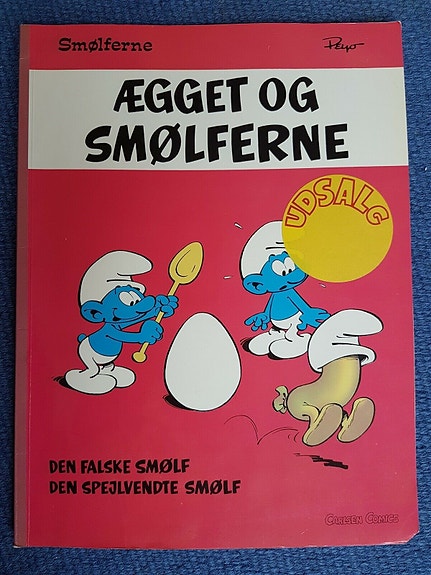 Smølferne
Peyo
ÆGGET OG
SMØLFERNE
UDSALG
DEN FALSKE SMØLF
DEN SPEJLVENDTE SMØLF
CARLSEN COMICS